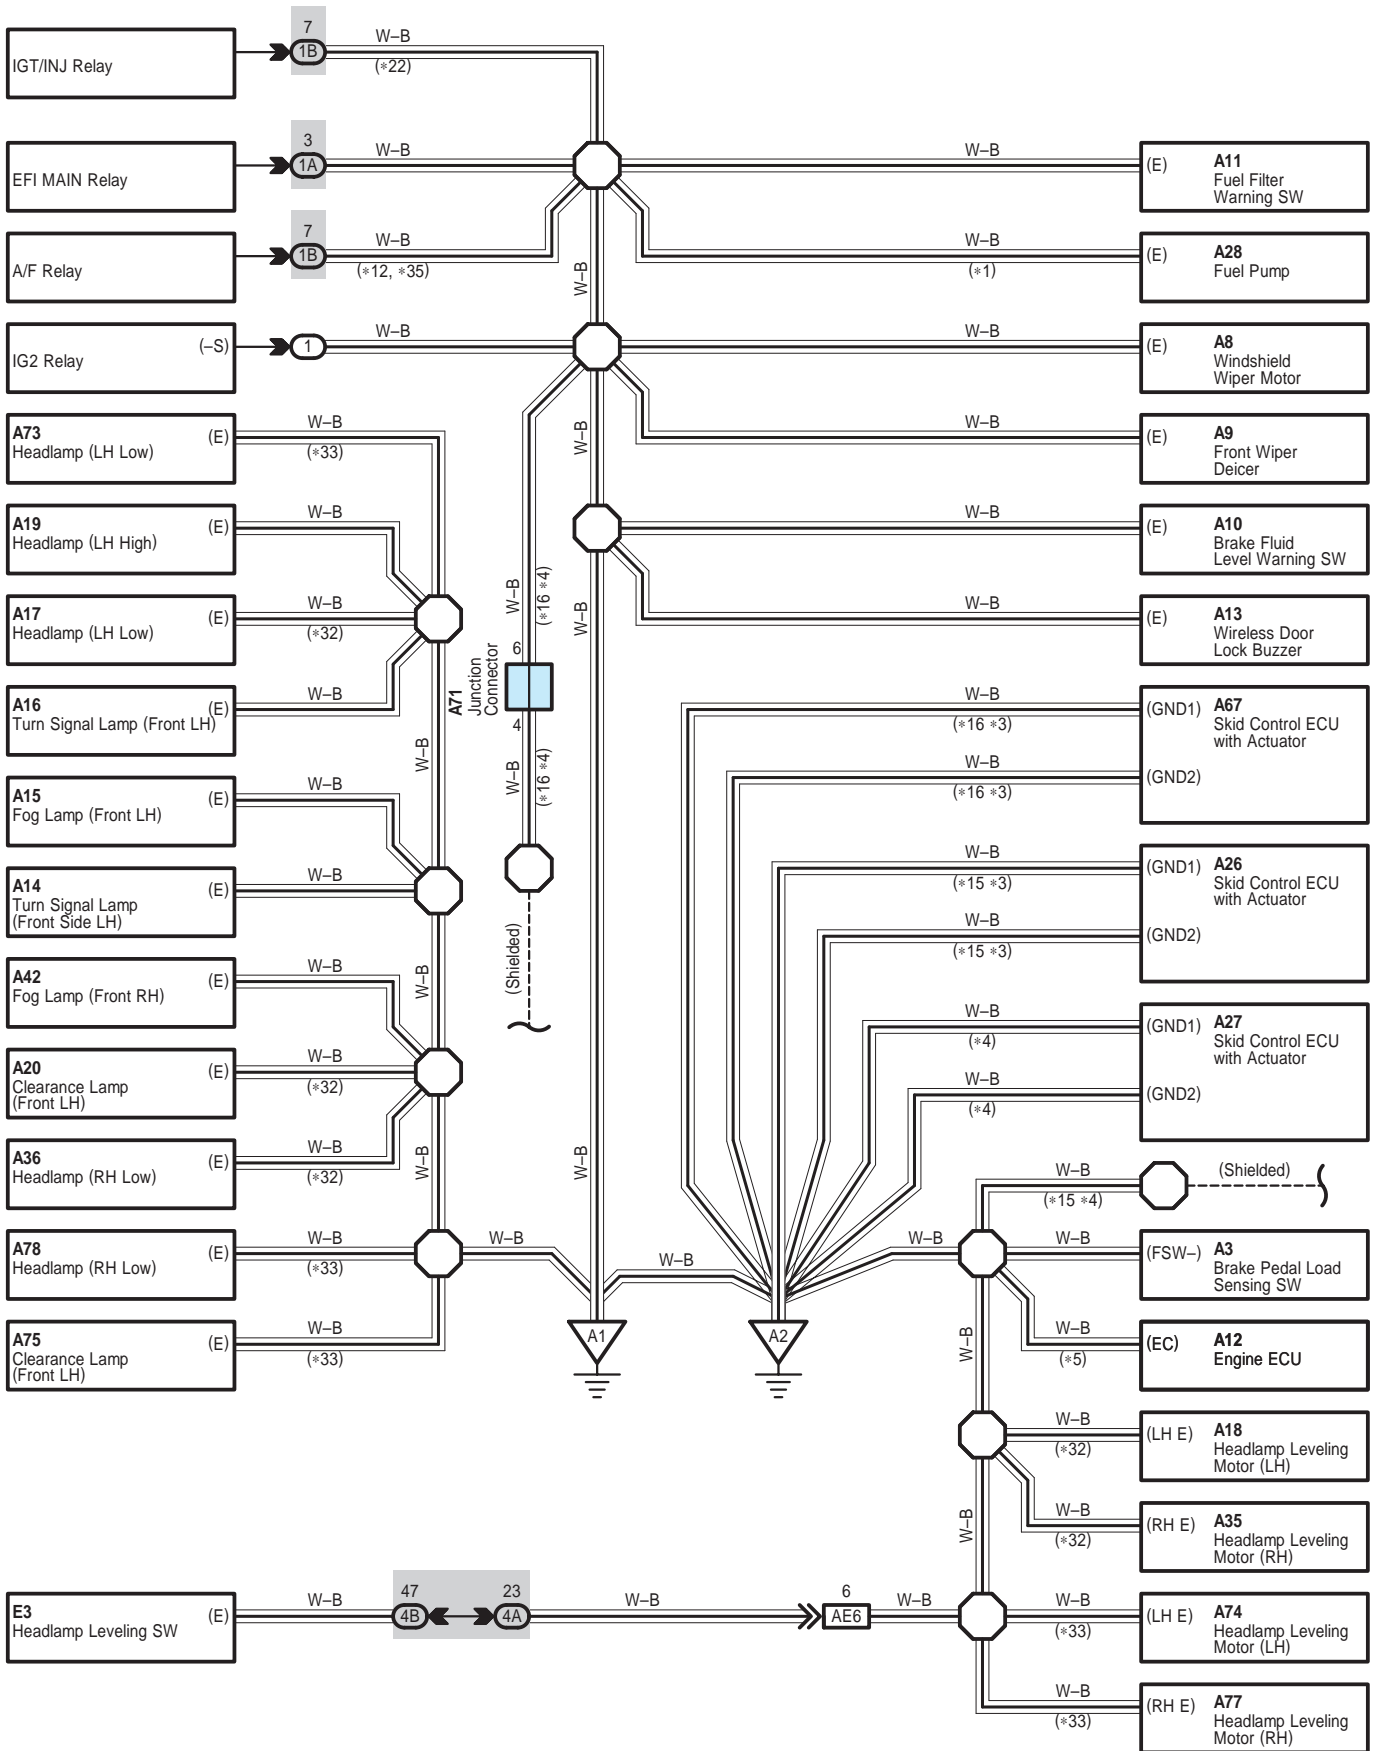 7
IGT/INJ Relay
1B
W–B
(*22)
3
EFI MAIN Relay
1A
W–B
W–B
(E)
A11
Fuel Filter
Warning SW
7
A/F Relay
1B
W–B
(*12, *35)
W–B
W–B
(*1)
(E)
A28
Fuel Pump
IG2 Relay
(–S)
1
W–B
W–B
(E)
A8
Windshield
Wiper Motor
A73
Headlamp (LH Low)
(E)
W–B
(*33)
W–B
(E)
A9
Front Wiper
Deicer
W–B
A19
Headlamp (LH High)
(E)
W–B
W–B
(E)
A10
Brake Fluid
Level Warning SW
A17
Headlamp (LH Low)
(E)
W–B
(*32)
W–B
(*16 *4)
W–B
W–B
(E)
A13
Wireless Door
Lock Buzzer
A16
Turn Signal Lamp (Front LH)
(E)
W–B
6
A71
Junction
Connector
4
W–B
W–B
(*16 *4)
W–B
(*16 *3)
(GND1)
A67
Skid Control ECU
with Actuator
W–B
(*16 *3)
(GND2)
A15
Fog Lamp (Front LH)
(E)
W–B
A14
Turn Signal Lamp
(Front Side LH)
(E)
W–B
W–B
(*15 *3)
(GND1)
A26
Skid Control ECU
with Actuator
W–B
(*15 *3)
(GND2)
(Shielded)
W–B
A42
Fog Lamp (Front RH)
(E)
W–B
A20
Clearance Lamp
(Front LH)
(E)
W–B
(*32)
W–B
(*4)
(GND1)
A27
Skid Control ECU
with Actuator
W–B
(*4)
(GND2)
A36
Headlamp (RH Low)
(E)
W–B
(*32)
W–B
W–B
W–B
(*15 *4)
(Shielded)
A78
Headlamp (RH Low)
(E)
W–B
(*33)
W–B
W–B
W–B
W–B
(FSW–)
A3
Brake Pedal Load
Sensing SW
A75
Clearance Lamp
(Front LH)
(E)
W–B
(*33)
A1
A2
W–B
W–B
(*5)
(EC)
A12
Engine ECU
W–B
(*32)
(LH E)
A18
Headlamp Leveling
Motor (LH)
W–B
W–B
(*32)
(RH E)
A35
Headlamp Leveling
Motor (RH)
E3
Headlamp Leveling SW
(E)
W–B
47
4B
23
4A
W–B
6
AE6
W–B
W–B
(*33)
(LH E)
A74
Headlamp Leveling
Motor (LH)
W–B
(*33)
(RH E)
A77
Headlamp Leveling
Motor (RH)